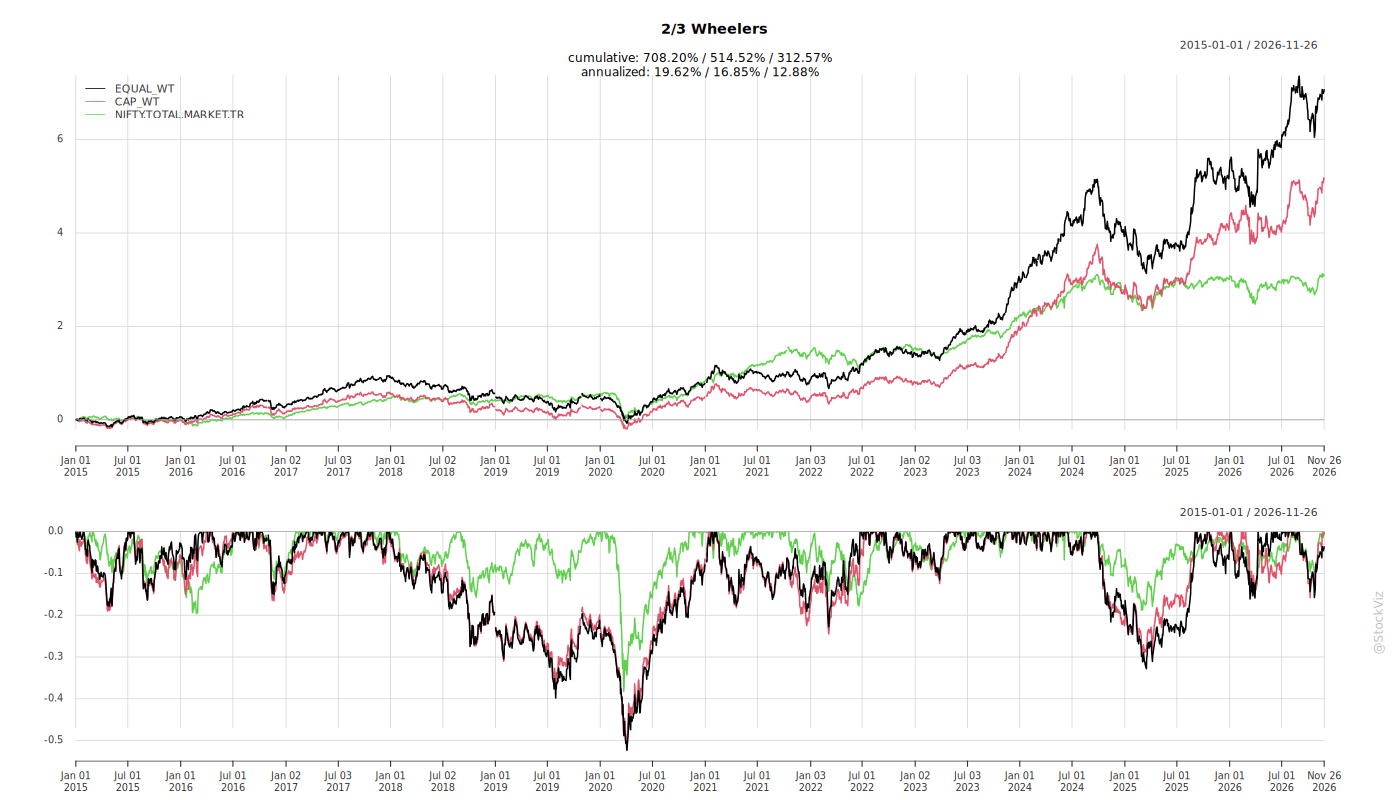 2/3 Wheelers
2015-01-01 / 2026-11-26
cumulative: 708.20% / 514.52% / 312.57%
annualized: 19.62% / 16.85% / 12.88%
EQUAL_WT
CAP_WT
NIFTY.TOTAL.MARKET.TR
6
4
2
0
Jan 01 Jul 01 Jan 01 Jul 01 Jan 02 Jul 03 Jan 01 Jul 02 Jan 01 Jul 01 Jan 01 Jul 01 Jan 01 Jul 01 Jan 03 Jul 01 Jan 02 Jul 03 Jan 01 Jul 01 Jan 01 Jul 01 Jan 01 Jul 01 Nov 26
2015 2015 2016 2016 2017 2017 2018 2018 2019 2019 2020 2020 2021 2021 2022 2022 2023 2023 2024 2024 2025 2025 2026 2026 2026
2015-01-01 / 2026-11-26
0.0
-0.1
-0.2
-0.3
-0.4
-0.5
Jan 01 Jul 01 Jan 01 Jul 01 Jan 02 Jul 03 Jan 01 Jul 02 Jan 01 Jul 01 Jan 01 Jul 01 Jan 01 Jul 01 Jan 03 Jul 01 Jan 02 Jul 03 Jan 01 Jul 01 Jan 01 Jul 01 Jan 01 Jul 01 Nov 26
2015 2015 2016 2016 2017 2017 2018 2018 2019 2019 2020 2020 2021 2021 2022 2022 2023 2023 2024 2024 2025 2025 2026 2026 2026
@StockViz